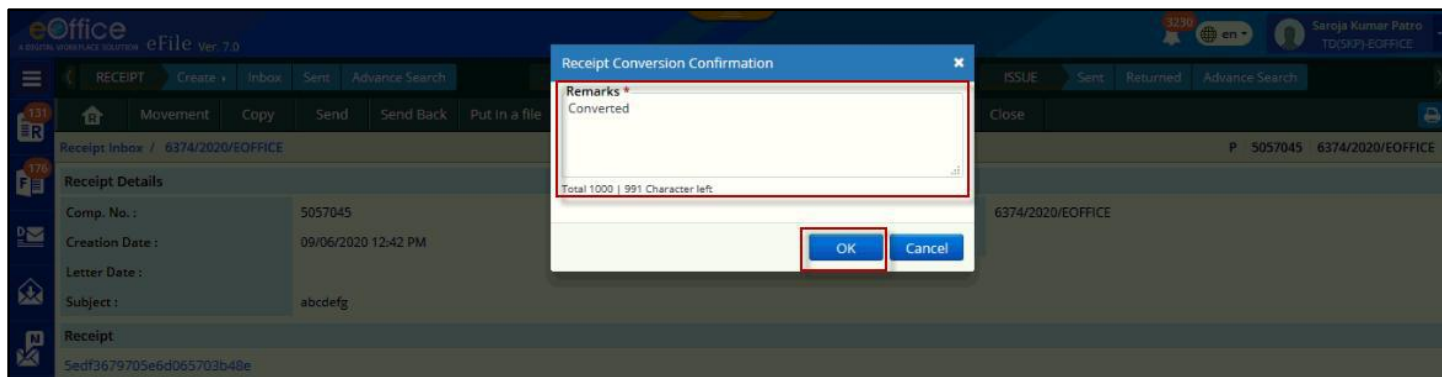 eOffice
A DIGITAL WORKPLACE SOLUTION eFile Ver. 7.0
3230
en
Saroja Kumar Patro
TD(SKP)-EOFFICE
RECEIPT Create Inbox Sent Advance Search
ISSUE Sent Returned Advance Search
131
R
R Movement Copy Send Send Back Put in a file
Close
Receipt Conversion Confirmation ×
Remarks *
Converted
Total 1000 | 991 Character left
OK Cancel
Receipt Inbox / 6374/2020/EOFFICE
P 5057045 6374/2020/EOFFICE
176
F
Receipt Details
Comp. No. : 5057045
6374/2020/EOFFICE
D
Creation Date : 09/06/2020 12:42 PM
Letter Date :
Subject : abcdefg
N
Receipt
5edf3679705e6d065703b48e